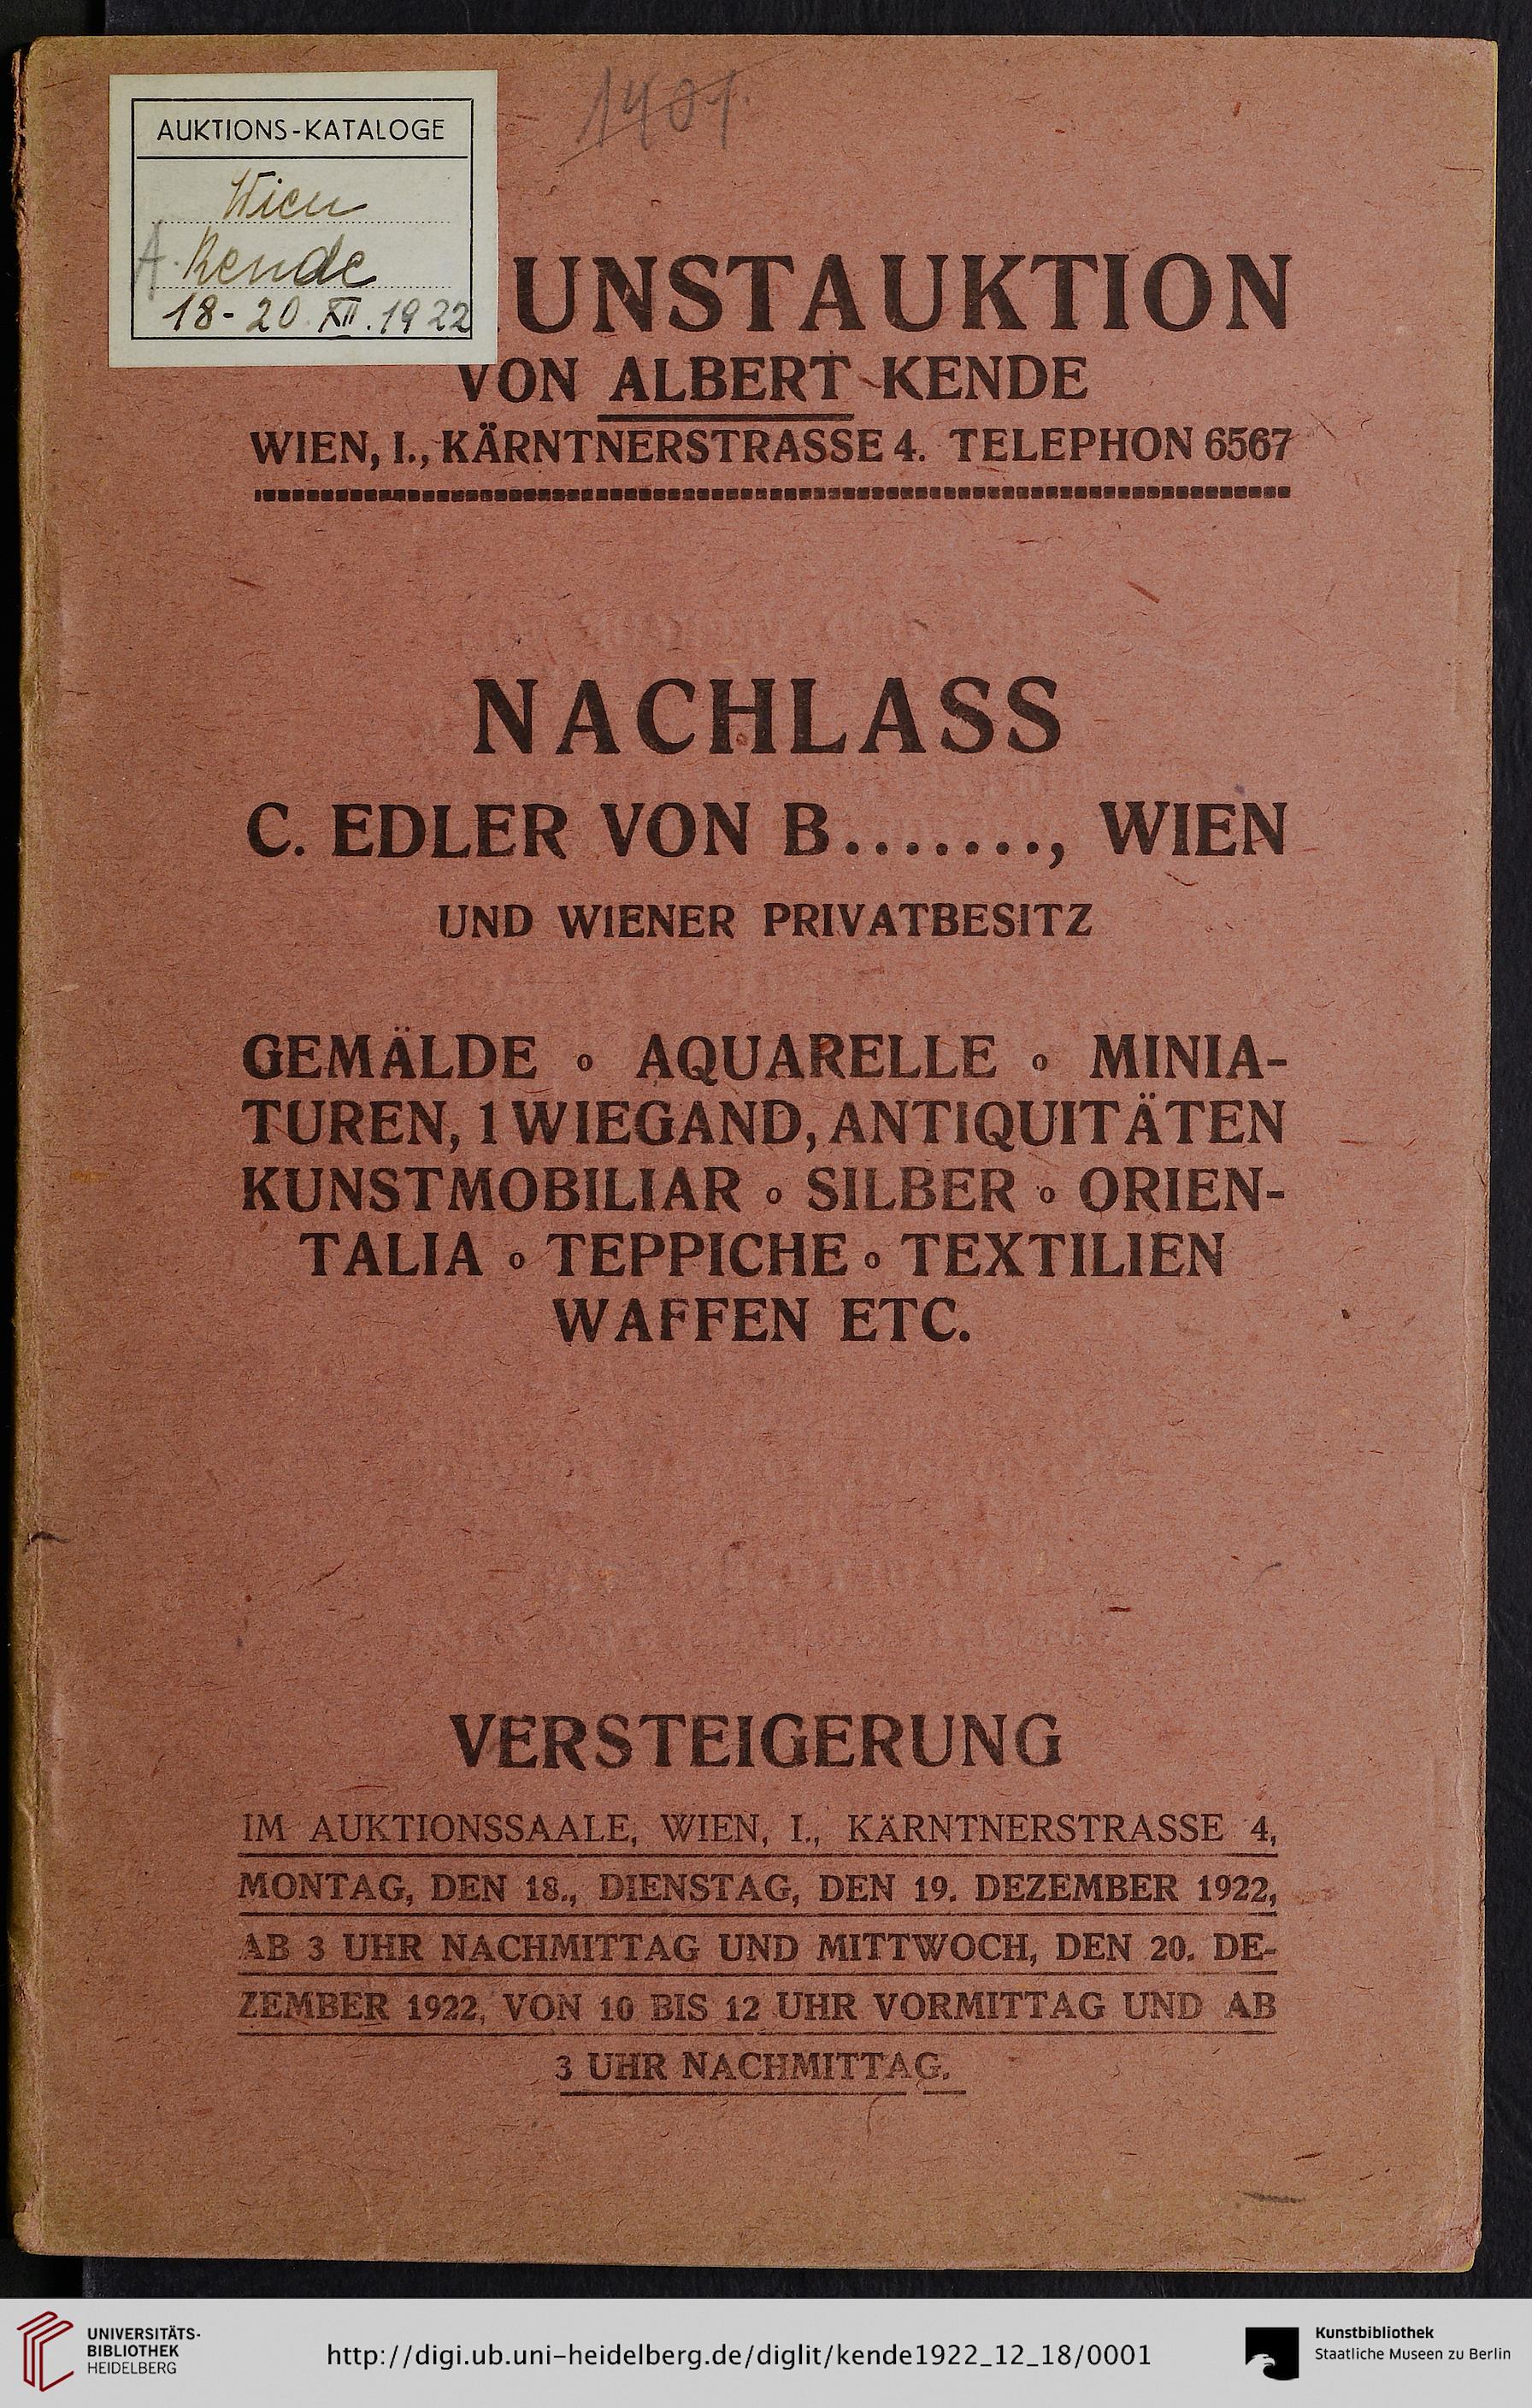 1401.
AUKTIONS-KATALOGE
Wien
A. Kende
18-20. XII. 1922
UNSTAUKTION
VON ALBERT KENDE
WIEN, I., KÄRNTNERSTRASSE 4. TELEPHON 6567
NACHLASS
C. EDLER VON B......., WIEN
UND WIENER PRIVATBESITZ
GEMÄLDE o AQUARELLE o MINIA-
TUREN, 1 WIEGAND, ANTIQUITÄTEN
KUNSTMOBILIAR o SILBER o ORIEN-
TALIA o TEPPICHE o TEXTILIEN
WAFFEN ETC.
VERSTEIGERUNG
IM AUKTIONSSAALE, WIEN, I., KÄRNTNERSTRASSE 4,
MONTAG, DEN 18., DIENSTAG, DEN 19. DEZEMBER 1922,
AB 3 UHR NACHMITTAG UND MITTWOCH, DEN 20. DE-
ZEMBER 1922, VON 10 BIS 12 UHR VORMITTAG UND AB
3 UHR NACHMITTAG.
UNIVERSITÄTS-
BIBLIOTHEK
HEIDELBERG
http://digi.ub.uni-heidelberg.de/diglit/kende1922_12_18/0001
Kunstbibliothek
Staatliche Museen zu Berlin